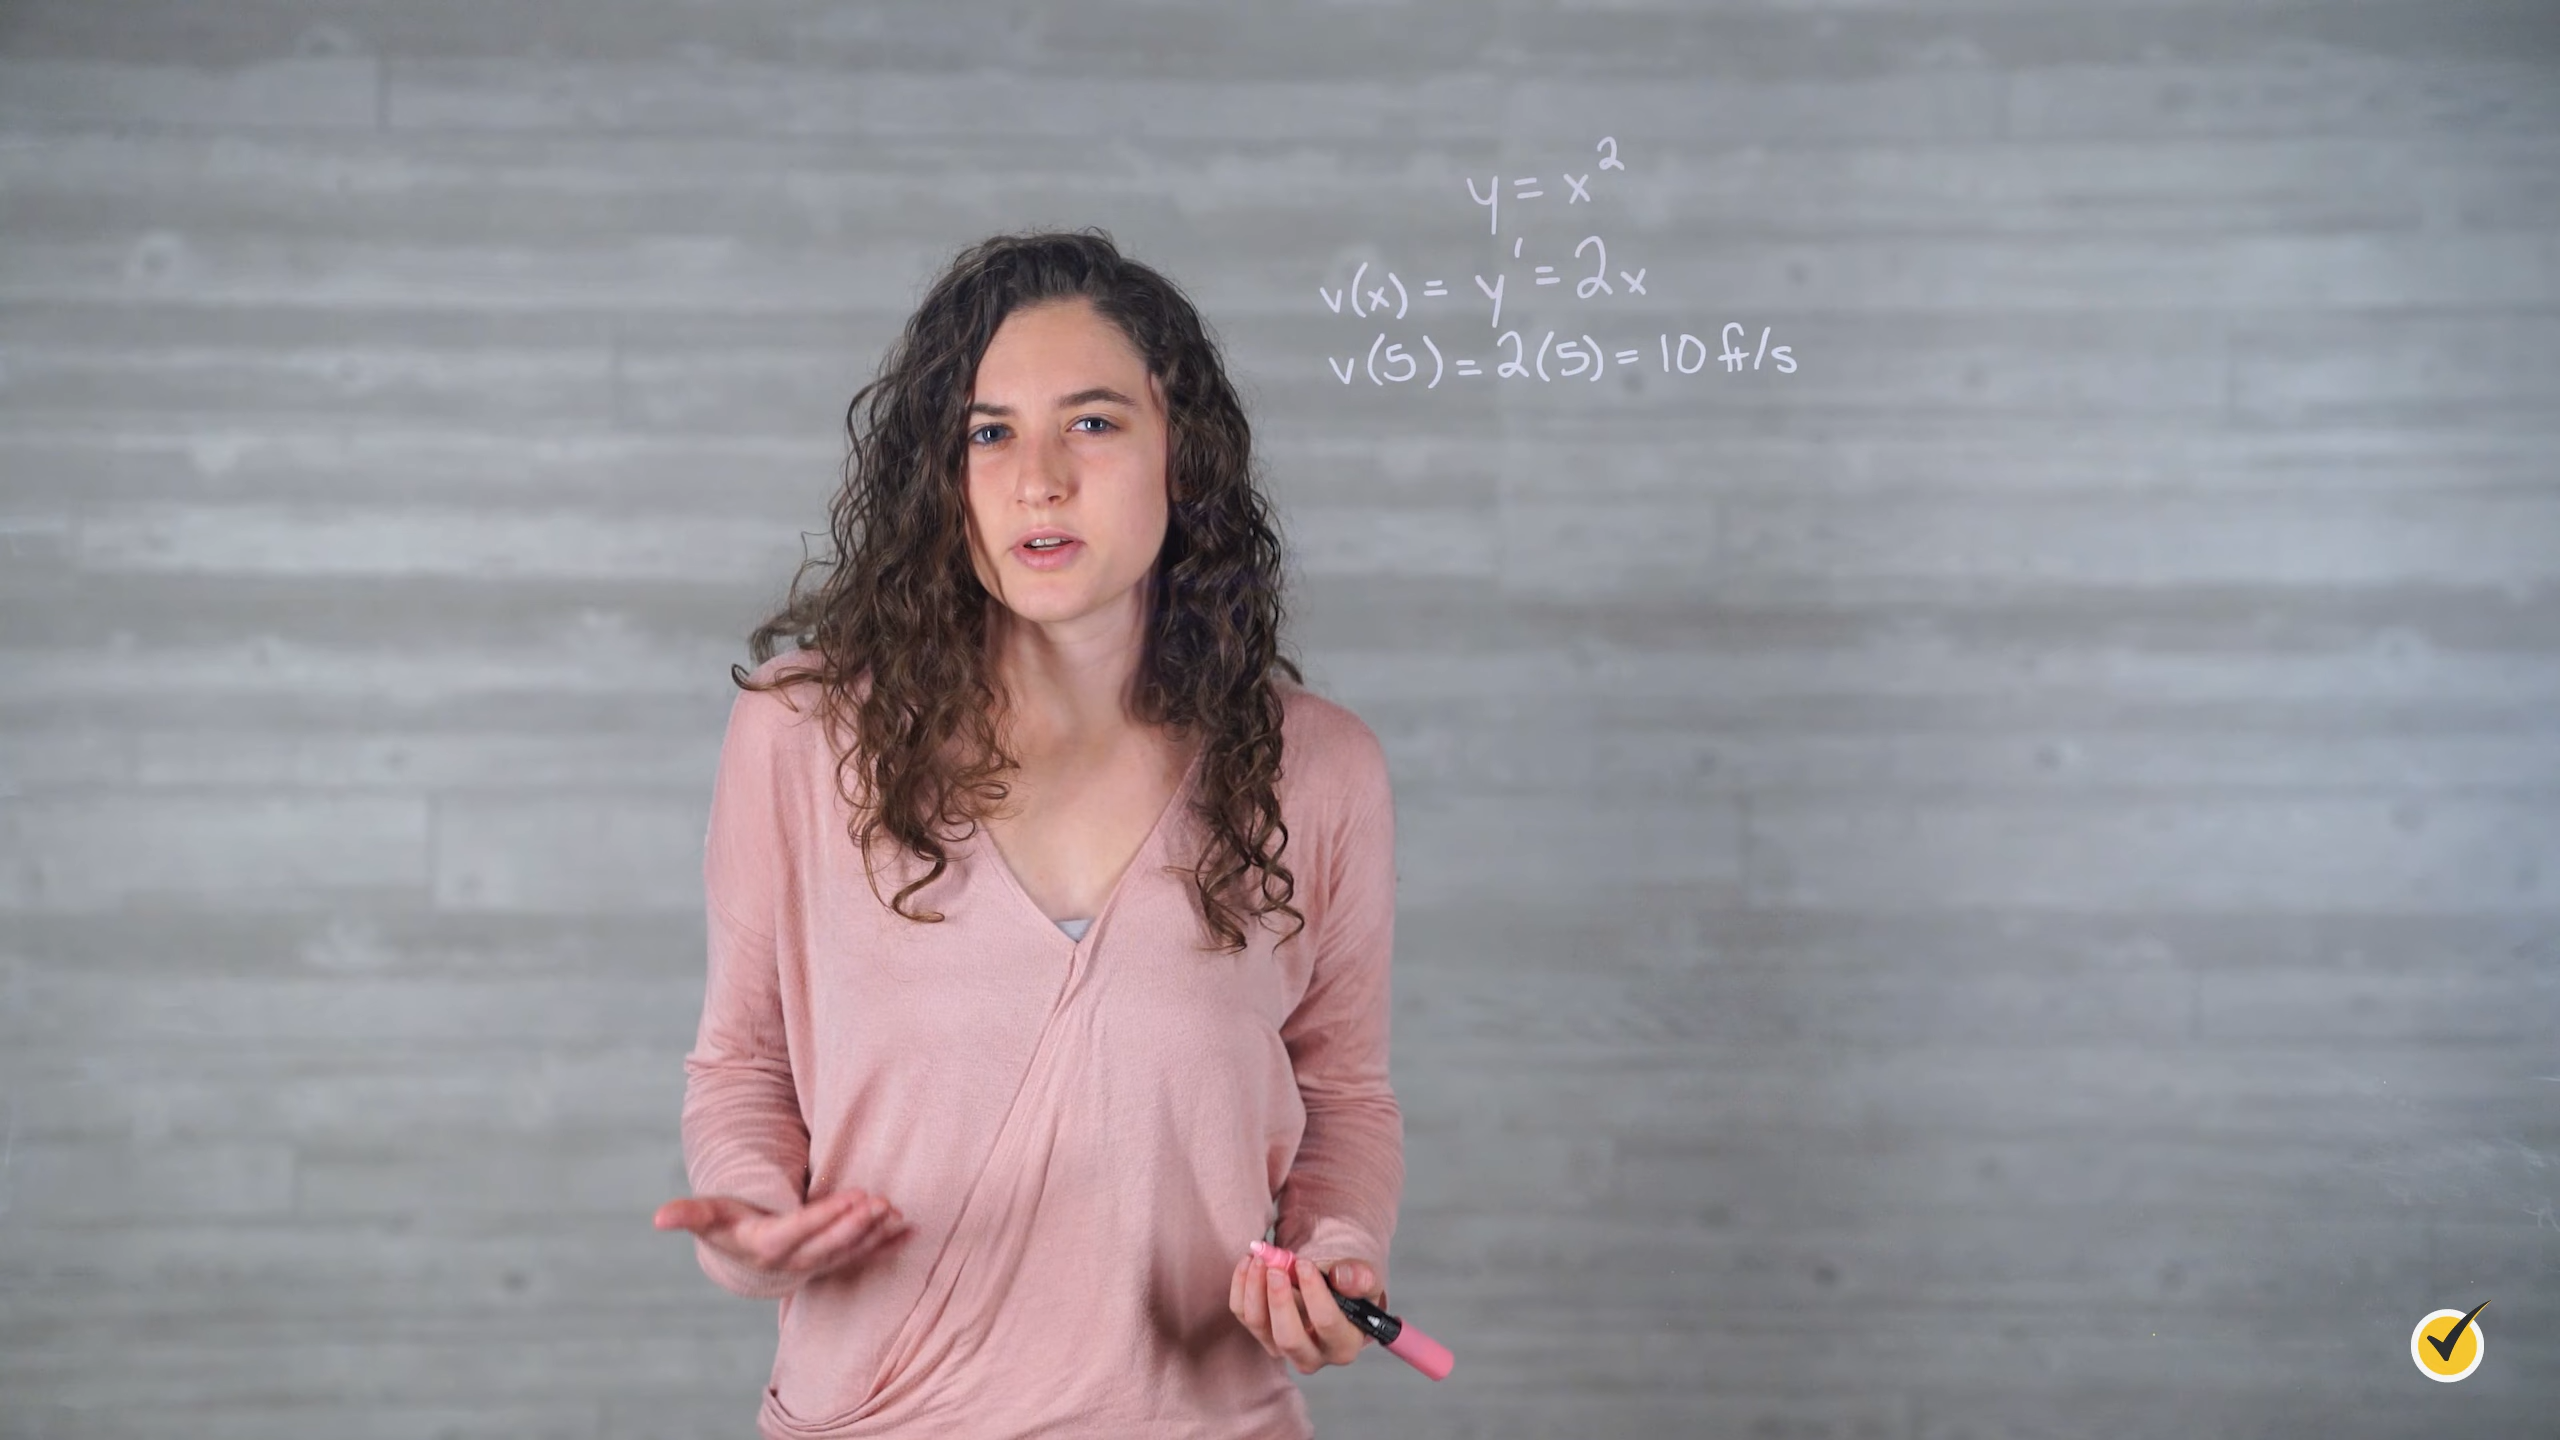 y = x²
v(x) = y' = 2x
v(5) = 2(5) = 10 ft/s